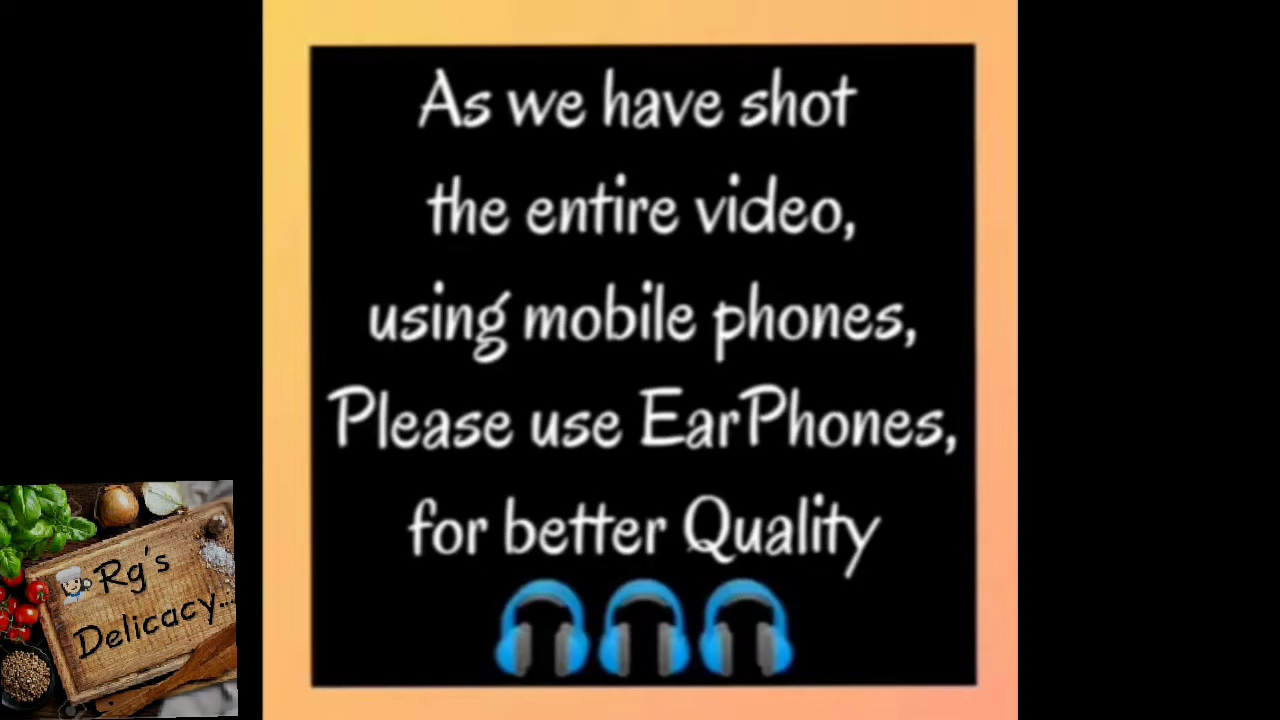 As we have shot
the entire video,
using mobile phones,
Please use EarPhones,
for better Quality
Rg's
Delicacy...